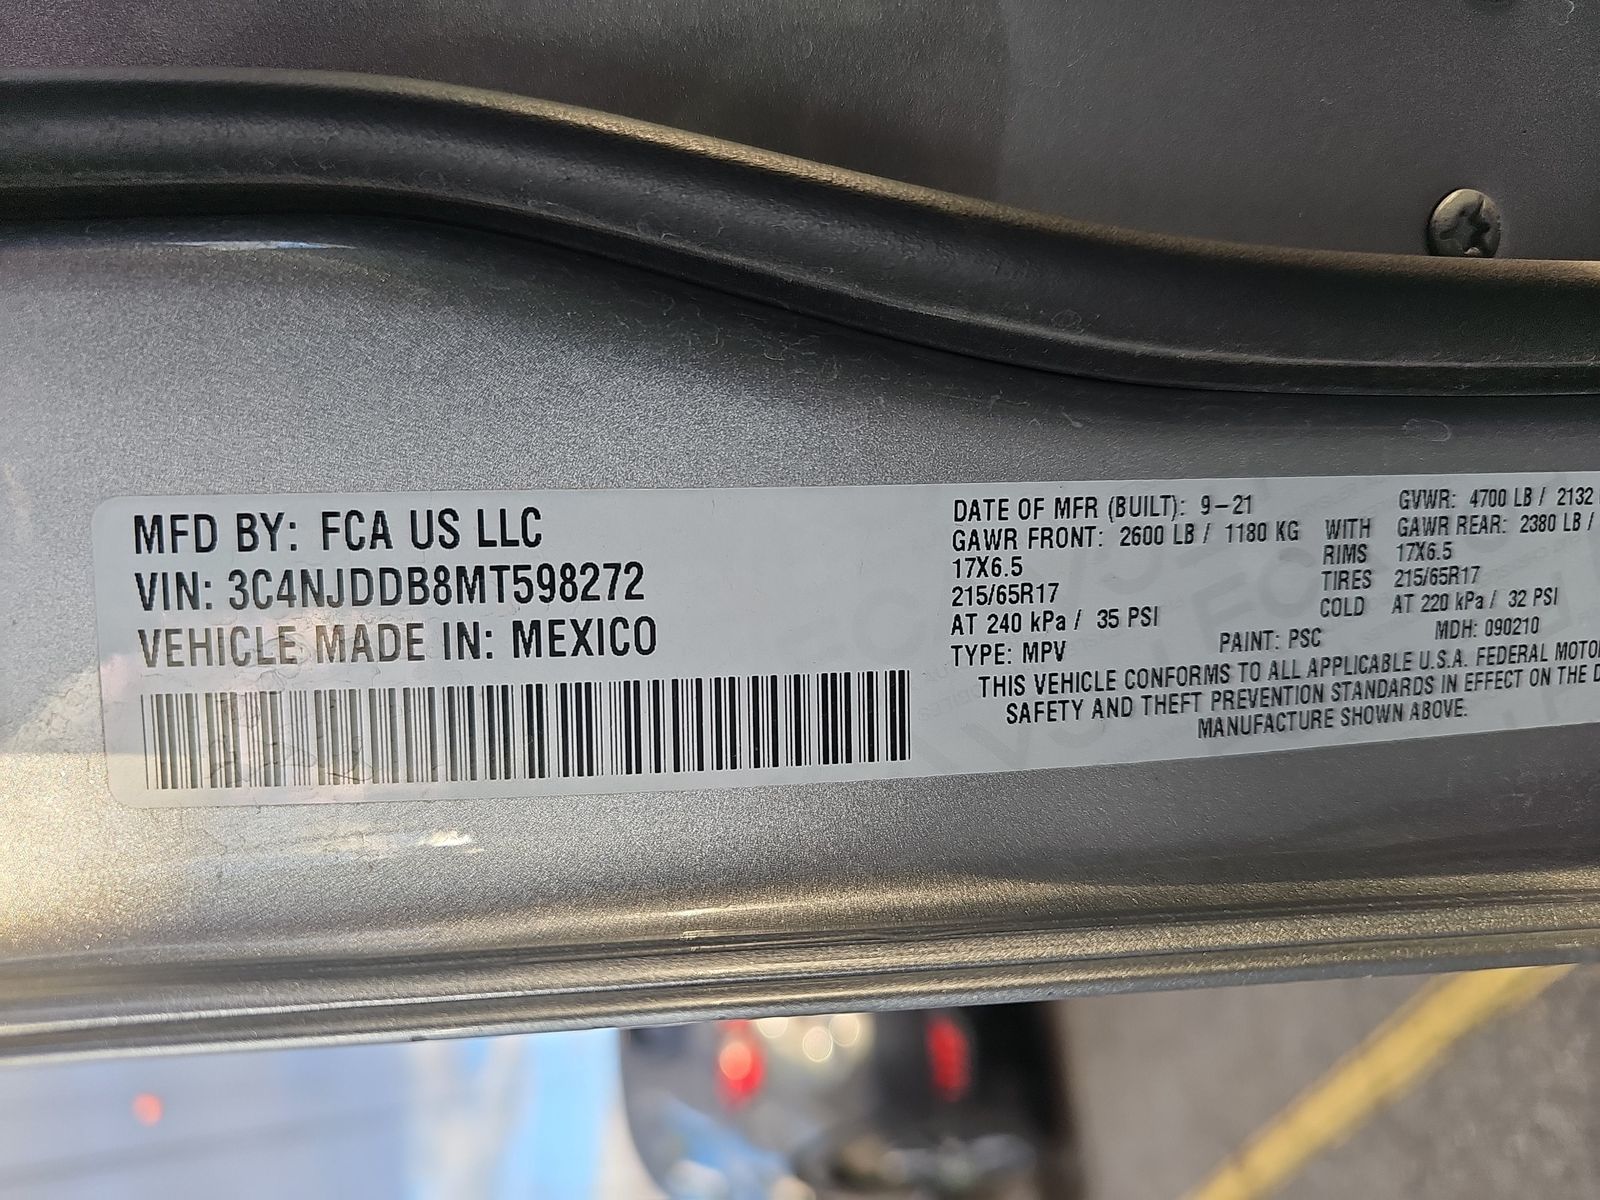 MFD BY: FCA US LLC
VIN: 3C4NJDDB8MT598272
VEHICLE MADE IN: MEXICO
DATE OF MFR (BUILT): 9-21 GVWR: 4700 LB / 2132
GAWR FRONT: 2600 LB / 1180 KG WITH GAWR REAR: 2380 LB /
17X6.5 RIMS 17X6.5
215/65R17 TIRES 215/65R17
AT 240 kPa / 35 PSI COLD AT 220 kPa / 32 PSI
TYPE: MPV PAINT: PSC MDH: 090210
THIS VEHICLE CONFORMS TO ALL APPLICABLE U.S.A. FEDERAL MOTO
SAFETY AND THEFT PREVENTION STANDARDS IN EFFECT ON THE D
MANUFACTURE SHOWN ABOVE.